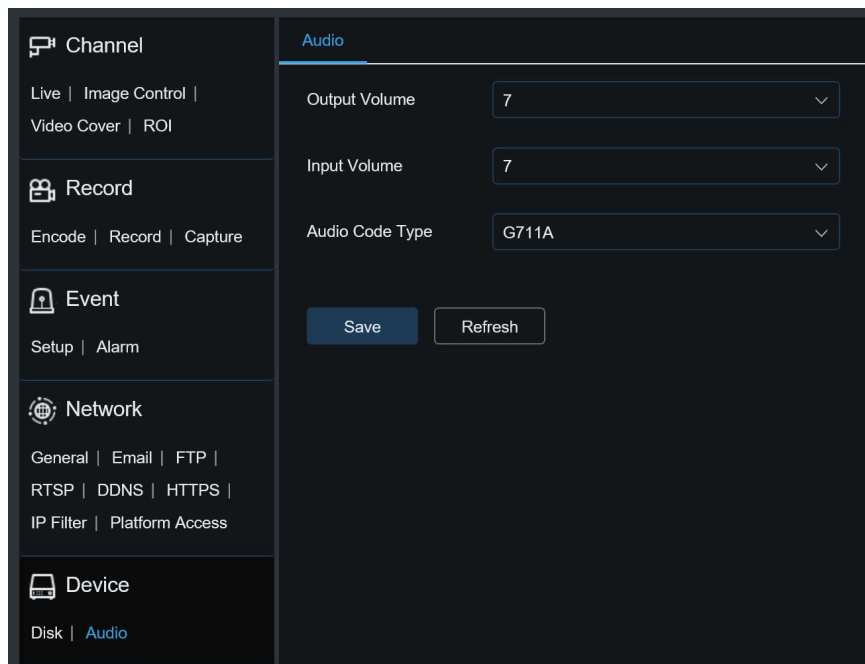 Channel
Live | Image Control |
Video Cover | ROI
Record
Encode | Record | Capture
Event
Setup | Alarm
Network
General | Email | FTP |
RTSP | DDNS | HTTPS |
IP Filter | Platform Access
Device
Disk | Audio
Audio
Output Volume 7
Input Volume 7
Audio Code Type G711A
Save Refresh